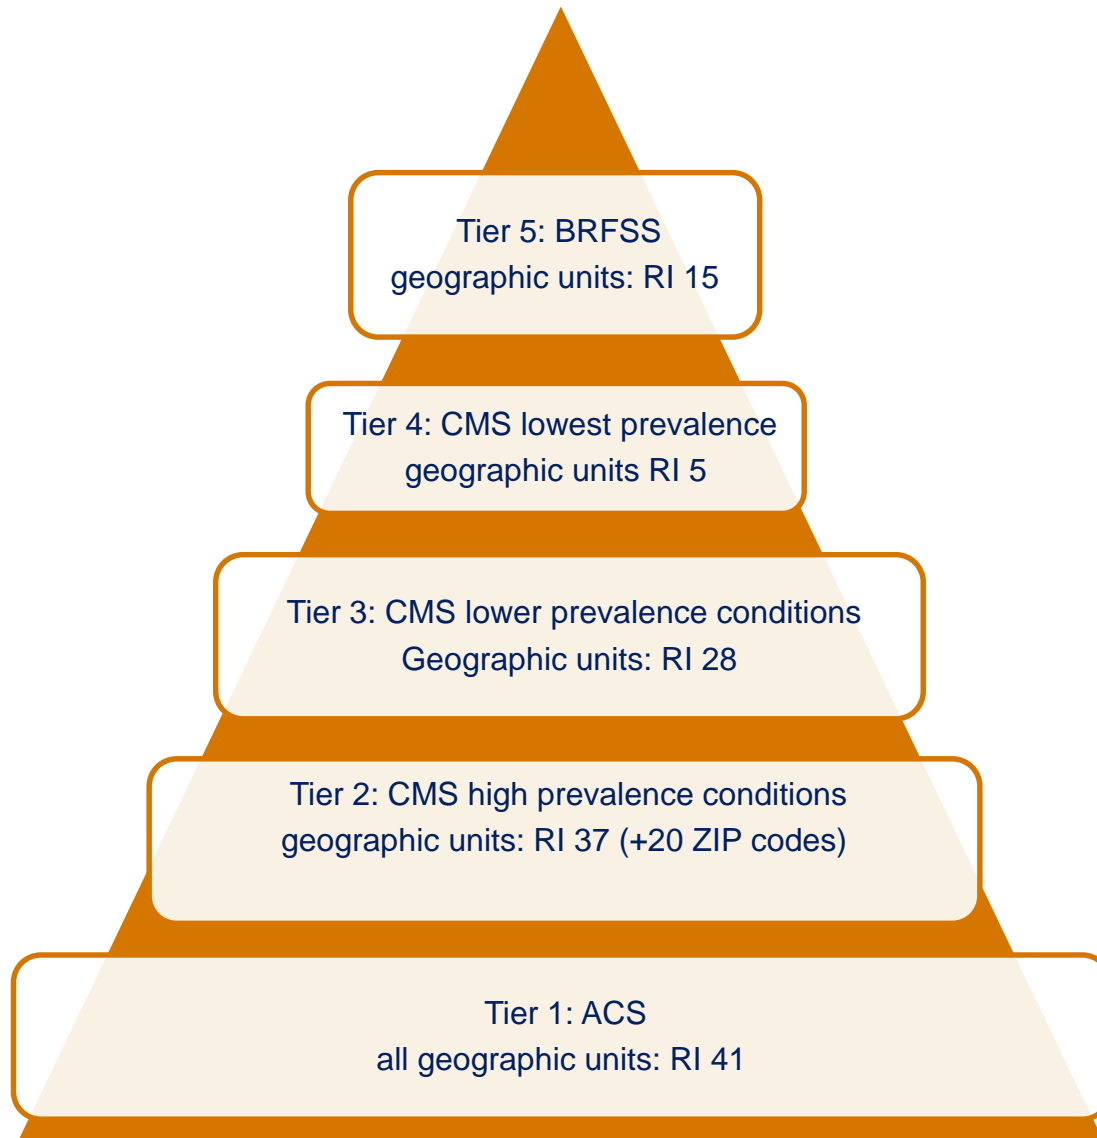 Tier 5: BRFSS
geographic units: RI 15
Tier 4: CMS lowest prevalence
geographic units RI 5
Tier 3: CMS lower prevalence conditions
Geographic units: RI 28
Tier 2: CMS high prevalence conditions
geographic units: RI 37 (+20 ZIP codes)
Tier 1: ACS
all geographic units: RI 41